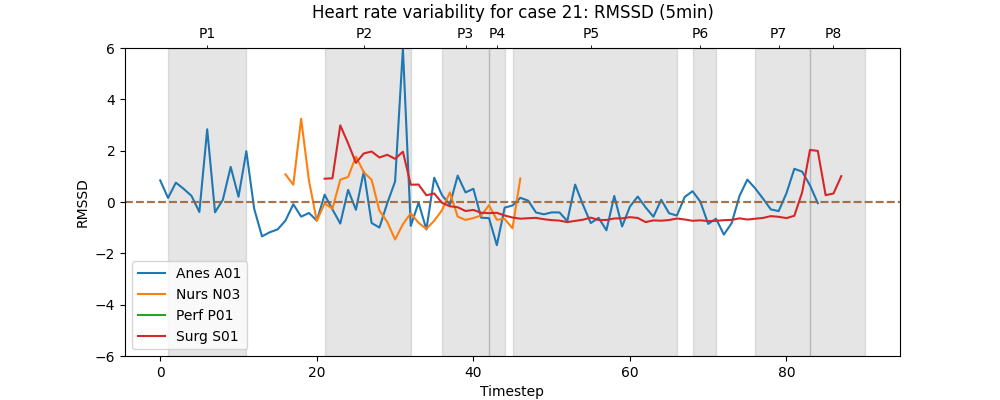 Heart rate variability for case 21: RMSSD (5min)
P1 P2 P3 P4 P5 P6 P7 P8
6
4
2
0
−2
−4
−6
RMSSD
Anes A01
Nurs N03
Perf P01
Surg S01
0 20 40 60 80
Timestep